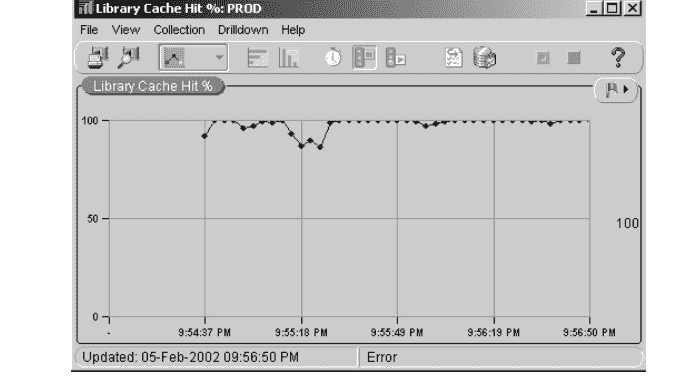 Library Cache Hit %: PROD
File View Collection Drilldown Help
Library Cache Hit %
100
50
100
0
- 9:54:37 PM 9:55:18 PM 9:55:49 PM 9:56:19 PM 9:56:50 PM
Updated: 05-Feb-2002 09:56:50 PM Error